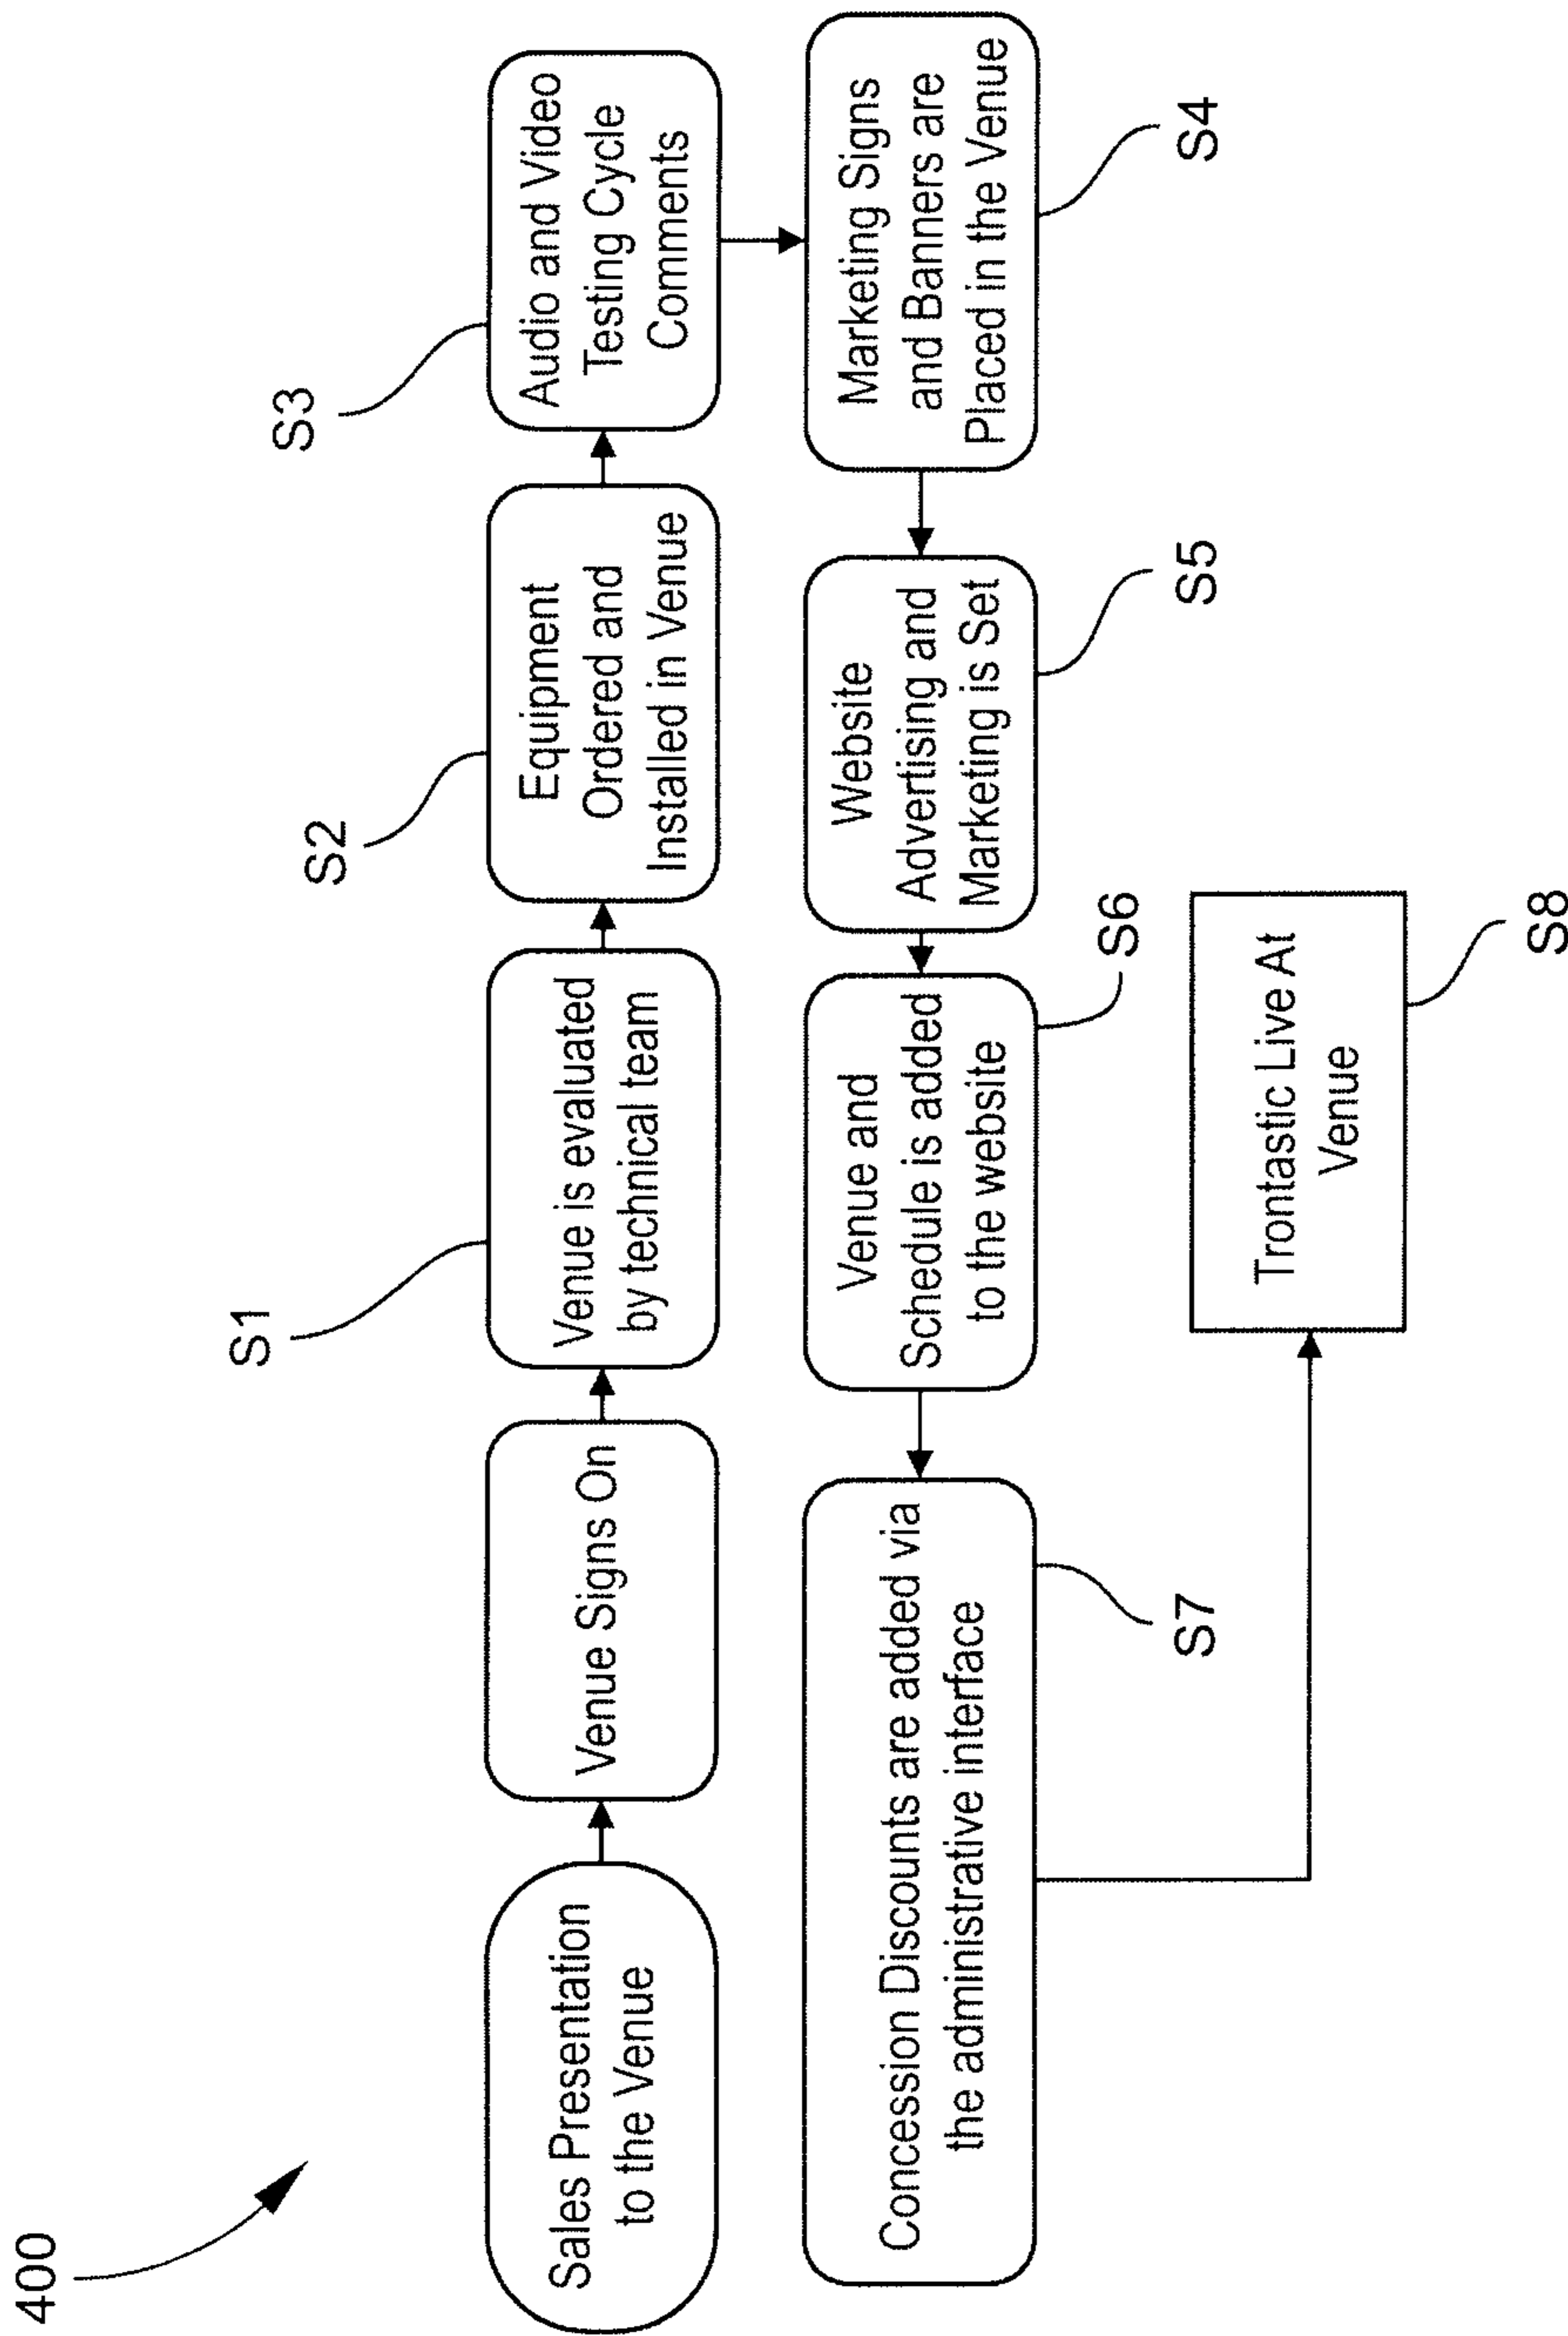 400
Sales Presentation
to the Venue
Venue Signs On
S1
Venue is evaluated
by technical team
S2
Equipment
Ordered and
Installed in Venue
S3
Audio and Video
Testing Cycle
Comments
Marketing Signs
and Banners are
Placed in the Venue
S4
Website
Advertising and
Marketing is Set
S5
Venue and
Schedule is added
to the website
S6
Concession Discounts are added via
the administrative interface
S7
Trontastic Live At
Venue
S8